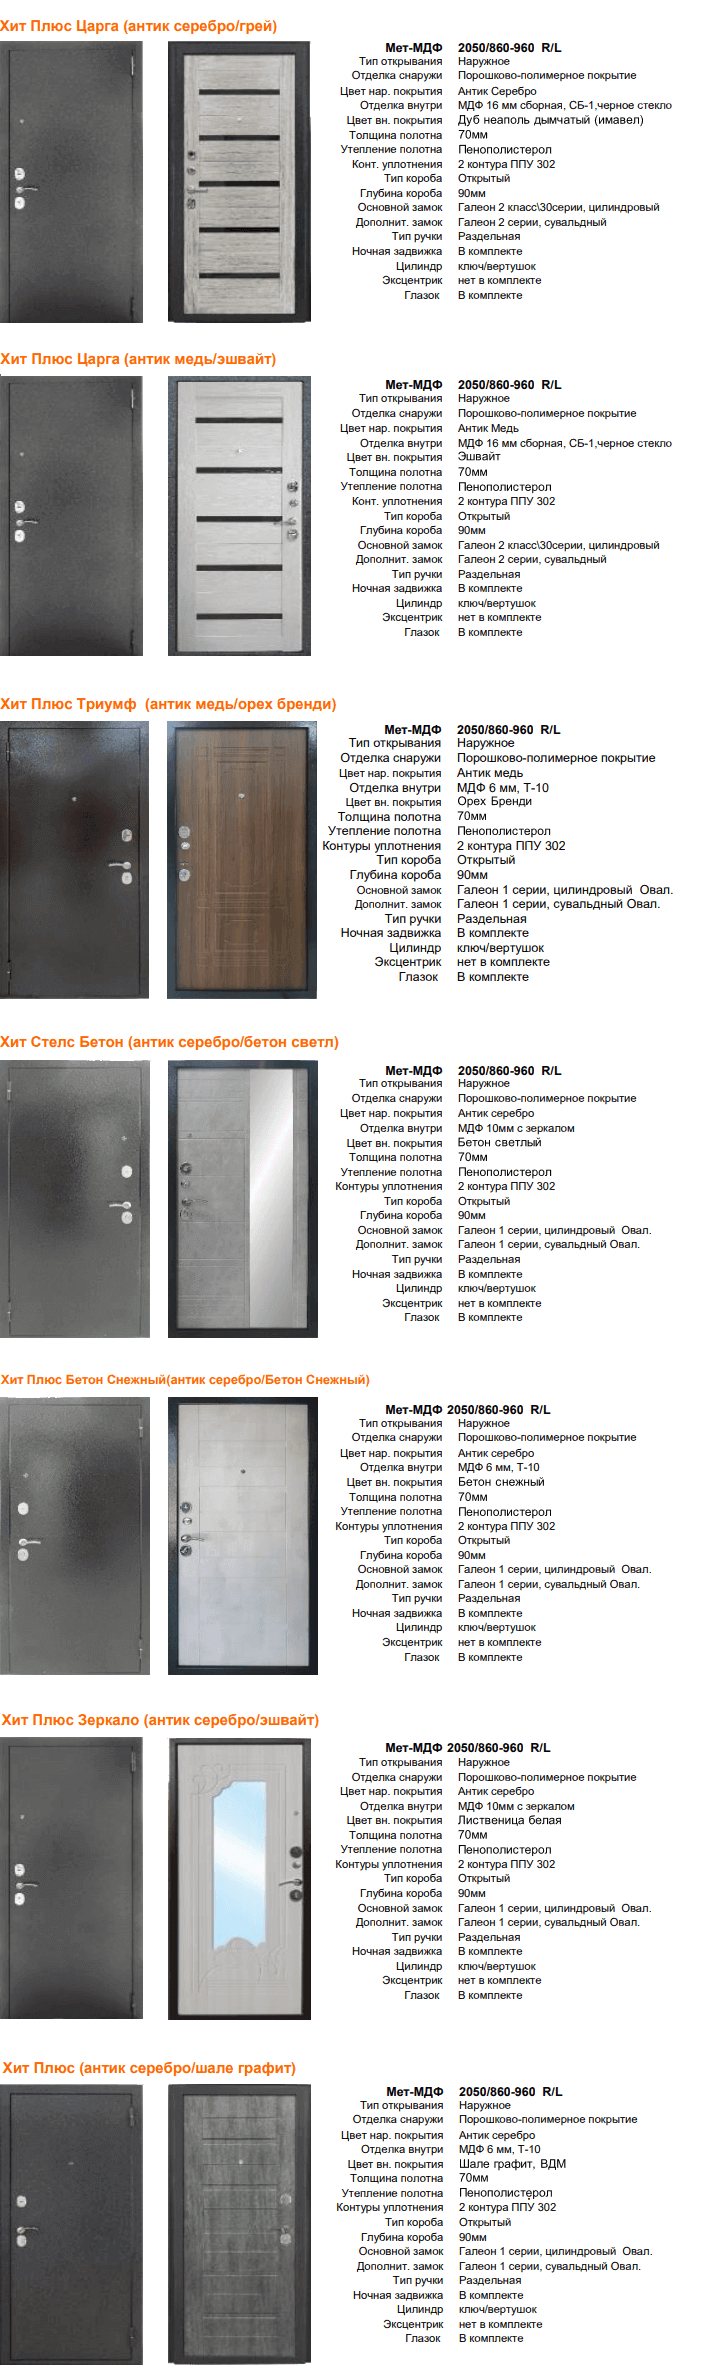 Хит Плюс Царга (антик серебро/грей)
Мет-МДФ 2050/860-960 R/L
Тип открывания Наружное
Отделка снаружи Порошково-полимерное покрытие
Цвет нар. покрытия Антик Серебро
Отделка внутри МДФ 16 мм сборная, СБ-1,черное стекло
Цвет вн. покрытия Дуб неаполь дымчатый (имавел)
Толщина полотна 70мм
Утепление полотна Пенополистерол
Конт. уплотнения 2 контура ППУ 302
Тип короба Открытый
Глубина короба 90мм
Основной замок Галеон 2 класс\30серии, цилиндровый
Дополнит. замок Галеон 2 серии, сувальдный
Тип ручки Раздельная
Ночная задвижка В комплекте
Цилиндр ключ/вертушок
Эксцентрик нет в комплекте
Глазок В комплекте
Хит Плюс Царга (антик медь/эшвайт)
Мет-МДФ 2050/860-960 R/L
Тип открывания Наружное
Отделка снаружи Порошково-полимерное покрытие
Цвет нар. покрытия Антик Медь
Отделка внутри МДФ 16 мм сборная, СБ-1,черное стекло
Цвет вн. покрытия Эшвайт
Толщина полотна 70мм
Утепление полотна Пенополистерол
Конт. уплотнения 2 контура ППУ 302
Тип короба Открытый
Глубина короба 90мм
Основной замок Галеон 2 класс\30серии, цилиндровый
Дополнит. замок Галеон 2 серии, сувальдный
Тип ручки Раздельная
Ночная задвижка В комплекте
Цилиндр ключ/вертушок
Эксцентрик нет в комплекте
Глазок В комплекте
Хит Плюс Триумф (антик медь/орех бренди)
Мет-МДФ 2050/860-960 R/L
Тип открывания Наружное
Отделка снаружи Порошково-полимерное покрытие
Цвет нар. покрытия Антик медь
Отделка внутри МДФ 6 мм, Т-10
Цвет вн. покрытия Орех Бренди
Толщина полотна 70мм
Утепление полотна Пенополистерол
Контуры уплотнения 2 контура ППУ 302
Тип короба Открытый
Глубина короба 90мм
Основной замок Галеон 1 серии, цилиндровый Овал.
Дополнит. замок Галеон 1 серии, сувальдный Овал.
Тип ручки Раздельная
Ночная задвижка В комплекте
Цилиндр ключ/вертушок
Эксцентрик нет в комплекте
Глазок В комплекте
Хит Стелс Бетон (антик серебро/бетон светл)
Мет-МДФ 2050/860-960 R/L
Тип открывания Наружное
Отделка снаружи Порошково-полимерное покрытие
Цвет нар. покрытия Антик серебро
Отделка внутри МДФ 10мм с зеркалом
Цвет вн. покрытия Бетон светлый
Толщина полотна 70мм
Утепление полотна Пенополистерол
Контуры уплотнения 2 контура ППУ 302
Тип короба Открытый
Глубина короба 90мм
Основной замок Галеон 1 серии, цилиндровый Овал.
Дополнит. замок Галеон 1 серии, сувальдный Овал.
Тип ручки Раздельная
Ночная задвижка В комплекте
Цилиндр ключ/вертушок
Эксцентрик нет в комплекте
Глазок В комплекте
Хит Плюс Бетон Снежный(антик серебро/Бетон Снежный)
Мет-МДФ 2050/860-960 R/L
Тип открывания Наружное
Отделка снаружи Порошково-полимерное покрытие
Цвет нар. покрытия Антик серебро
Отделка внутри МДФ 6 мм, Т-10
Цвет вн. покрытия Бетон снежный
Толщина полотна 70мм
Утепление полотна Пенополистерол
Контуры уплотнения 2 контура ППУ 302
Тип короба Открытый
Глубина короба 90мм
Основной замок Галеон 1 серии, цилиндровый Овал.
Дополнит. замок Галеон 1 серии, сувальдный Овал.
Тип ручки Раздельная
Ночная задвижка В комплекте
Цилиндр ключ/вертушок
Эксцентрик нет в комплекте
Глазок В комплекте
Хит Плюс Зеркало (антик серебро/эшвайт)
Мет-МДФ 2050/860-960 R/L
Тип открывания Наружное
Отделка снаружи Порошково-полимерное покрытие
Цвет нар. покрытия Антик серебро
Отделка внутри МДФ 10мм с зеркалом
Цвет вн. покрытия Лиственица белая
Толщина полотна 70мм
Утепление полотна Пенополистерол
Контуры уплотнения 2 контура ППУ 302
Тип короба Открытый
Глубина короба 90мм
Основной замок Галеон 1 серии, цилиндровый Овал.
Дополнит. замок Галеон 1 серии, сувальдный Овал.
Тип ручки Раздельная
Ночная задвижка В комплекте
Цилиндр ключ/вертушок
Эксцентрик нет в комплекте
Глазок В комплекте
Хит Плюс (антик серебро/шале графит)
Мет-МДФ 2050/860-960 R/L
Тип открывания Наружное
Отделка снаружи Порошково-полимерное покрытие
Цвет нар. покрытия Антик серебро
Отделка внутри МДФ 6 мм, Т-10
Цвет вн. покрытия Шале графит, ВДМ
Толщина полотна 70мм
Утепление полотна Пенополистерол
Контуры уплотнения 2 контура ППУ 302
Тип короба Открытый
Глубина короба 90мм
Основной замок Галеон 1 серии, цилиндровый Овал.
Дополнит. замок Галеон 1 серии, сувальдный Овал.
Тип ручки Раздельная
Ночная задвижка В комплекте
Цилиндр ключ/вертушок
Эксцентрик нет в комплекте
Глазок В комплекте